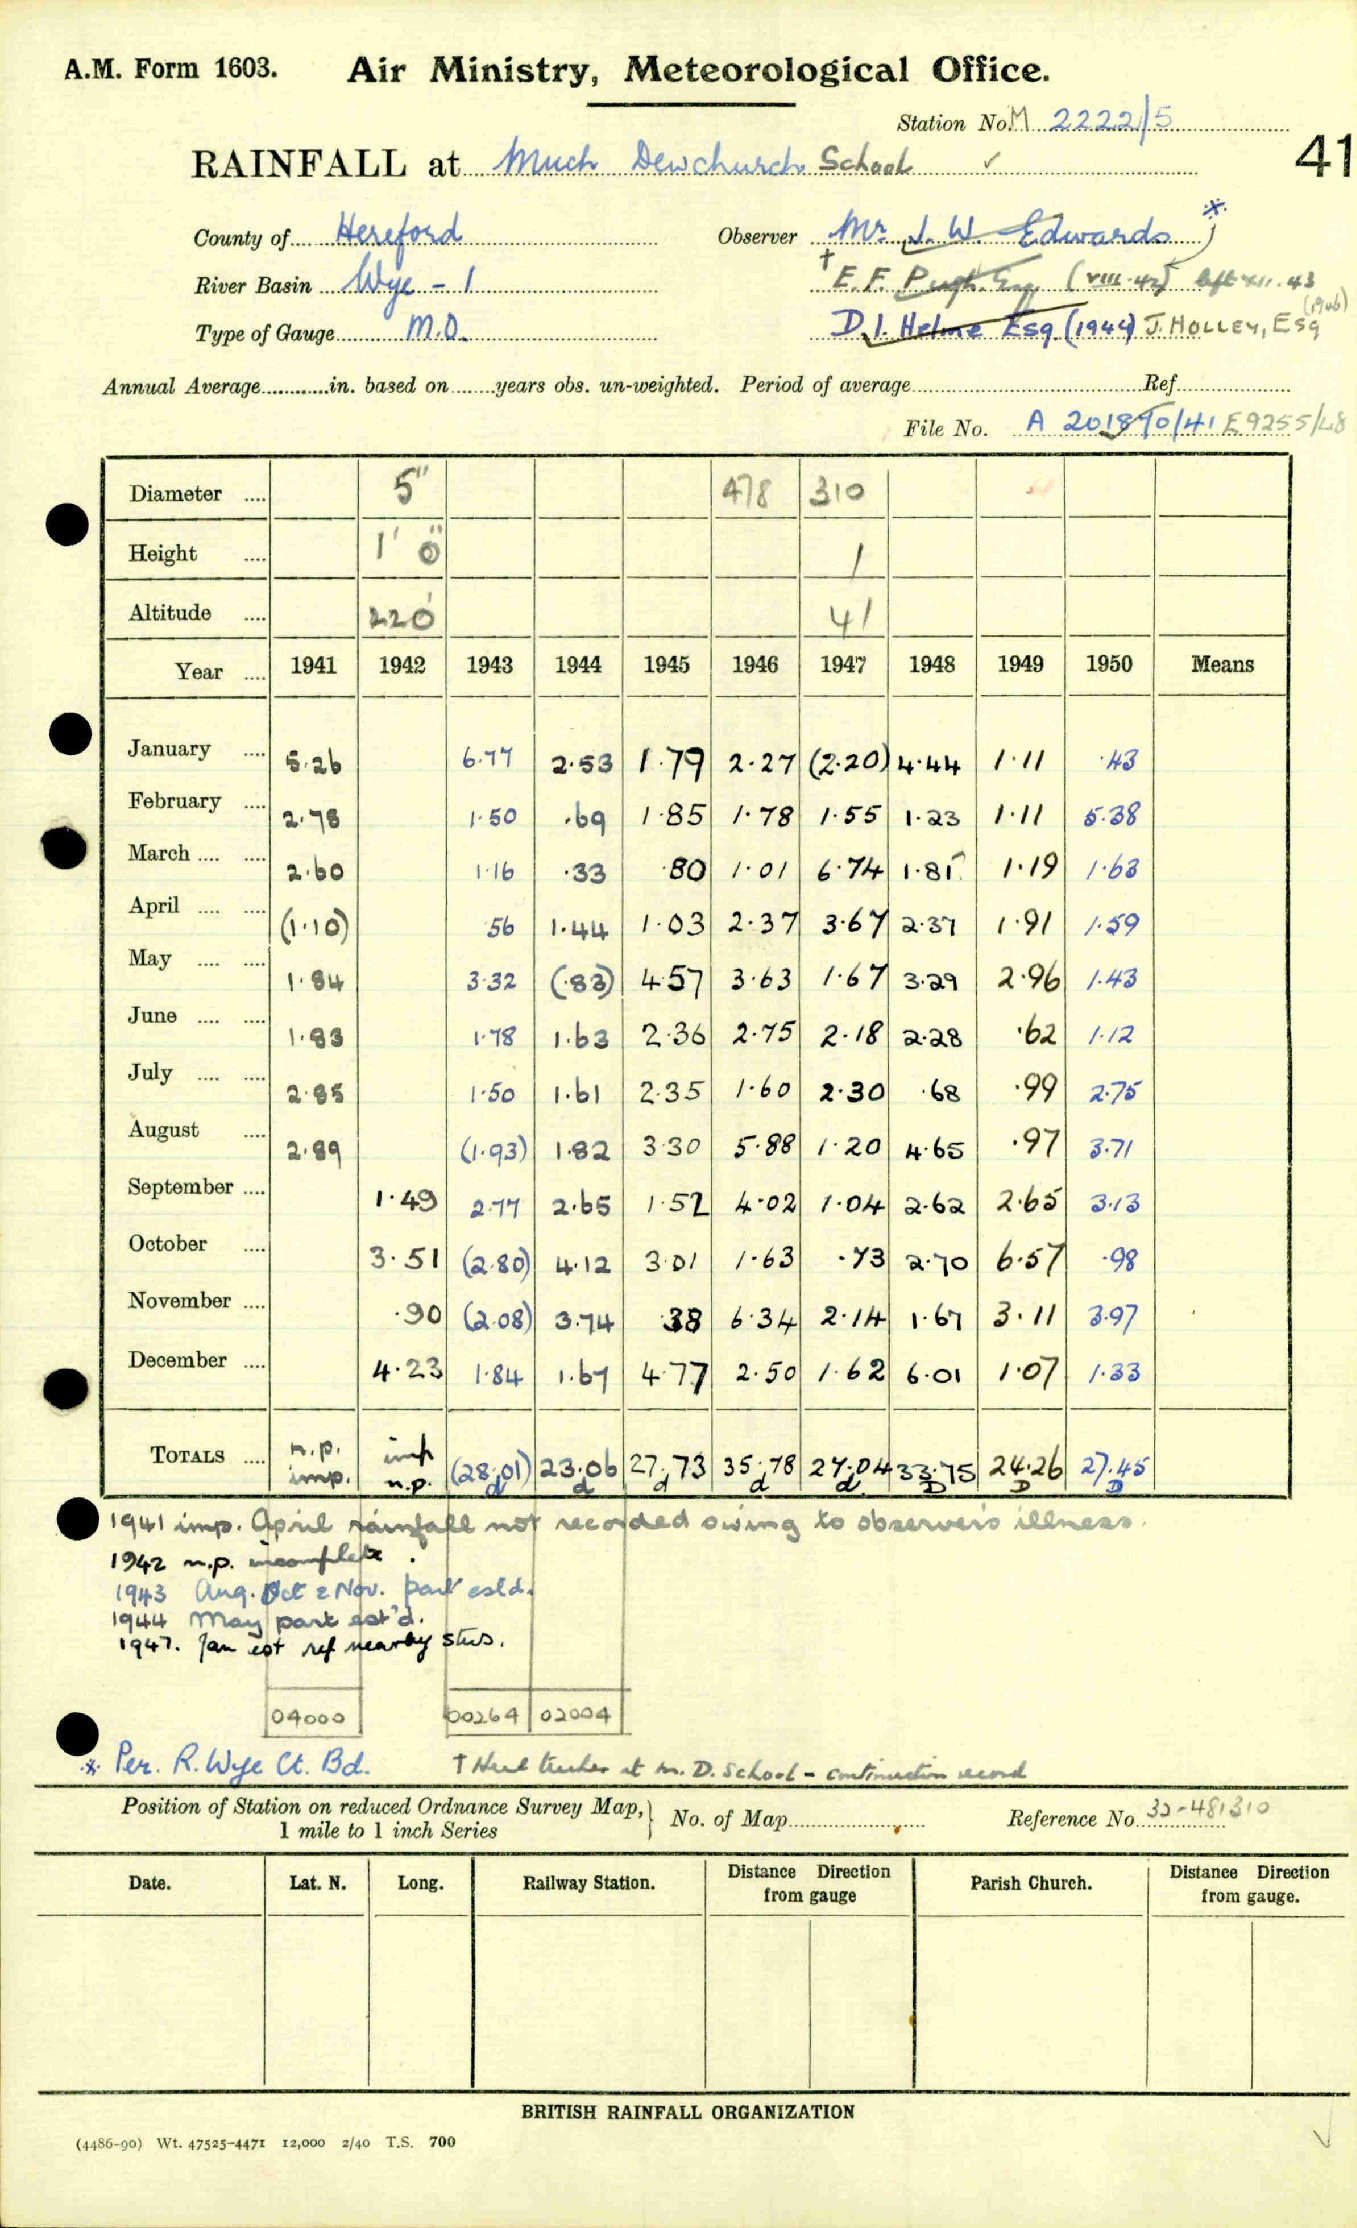 A.M. Form 1603. Air Ministry, Meteorological Office.
Station No. M 2222/5
41
RAINFALL at Much Dewchurch School ✓
County of Hereford Observer Mr J. W. Edwards *
River Basin Wye - 1 † E. F. Pugh Esq (VIII.42) left XII.43
Type of Gauge M.O. D. I. Helme Esq (1944) J. HOLLEY, Esq (1946)
Annual Average in. based on years obs. un-weighted. Period of average Ref
File No. A 201870/41 E9255/48
Diameter 5" 478 310
Height 1' 0" 1
Altitude 220' 41
Year 1941 1942 1943 1944 1945 1946 1947 1948 1949 1950 Means
January 5.26 6.77 2.53 1.79 2.27 (2.20) 4.44 1.11 .43
February 2.78 1.50 .69 1.85 1.78 1.55 1.23 1.11 5.38
March 2.60 1.16 .33 .80 1.01 6.74 1.81 1.19 1.63
April (1.10) .56 1.44 1.03 2.37 3.67 2.37 1.91 1.59
May 1.84 3.32 (.83) 4.57 3.63 1.67 3.29 2.96 1.43
June 1.83 1.78 1.63 2.36 2.75 2.18 2.28 .62 1.12
July 2.85 1.50 1.61 2.35 1.60 2.30 .68 .99 2.75
August 2.89 (1.93) 1.82 3.30 5.88 1.20 4.65 .97 3.71
September 1.49 2.77 2.65 1.52 4.02 1.04 2.62 2.65 3.13
October 3.51 (2.80) 4.12 3.01 1.63 .73 2.70 6.57 .98
November .90 (2.08) 3.74 .38 6.34 2.14 1.67 3.11 3.97
December 4.23 1.84 1.67 4.77 2.50 1.62 6.01 1.07 1.33
TOTALS n.p. imp. imp n.p. (28.01) d 23.06 d 27.73 d 35.78 d 27.04 d 33.75 D 24.26 D 27.45 D
1941 imp. April rainfall not recorded owing to observer's illness.
1942 n.p. incomplete.
1943 Aug. Oct & Nov. part est'd.
1944 May part est'd.
1947. Jan est ref nearby stns.
04000 00264 02004
* Per. R. Wye Ct. Bd. † Head teacher at M. D. School - continuation record
Position of Station on reduced Ordnance Survey Map, 1 mile to 1 inch Series } No. of Map Reference No. 32-481310
Date. Lat. N. Long. Railway Station. Distance Direction from gauge Parish Church. Distance Direction from gauge.
BRITISH RAINFALL ORGANIZATION
(4486-90) Wt. 47525-4471 12,000 2/40 T.S. 700